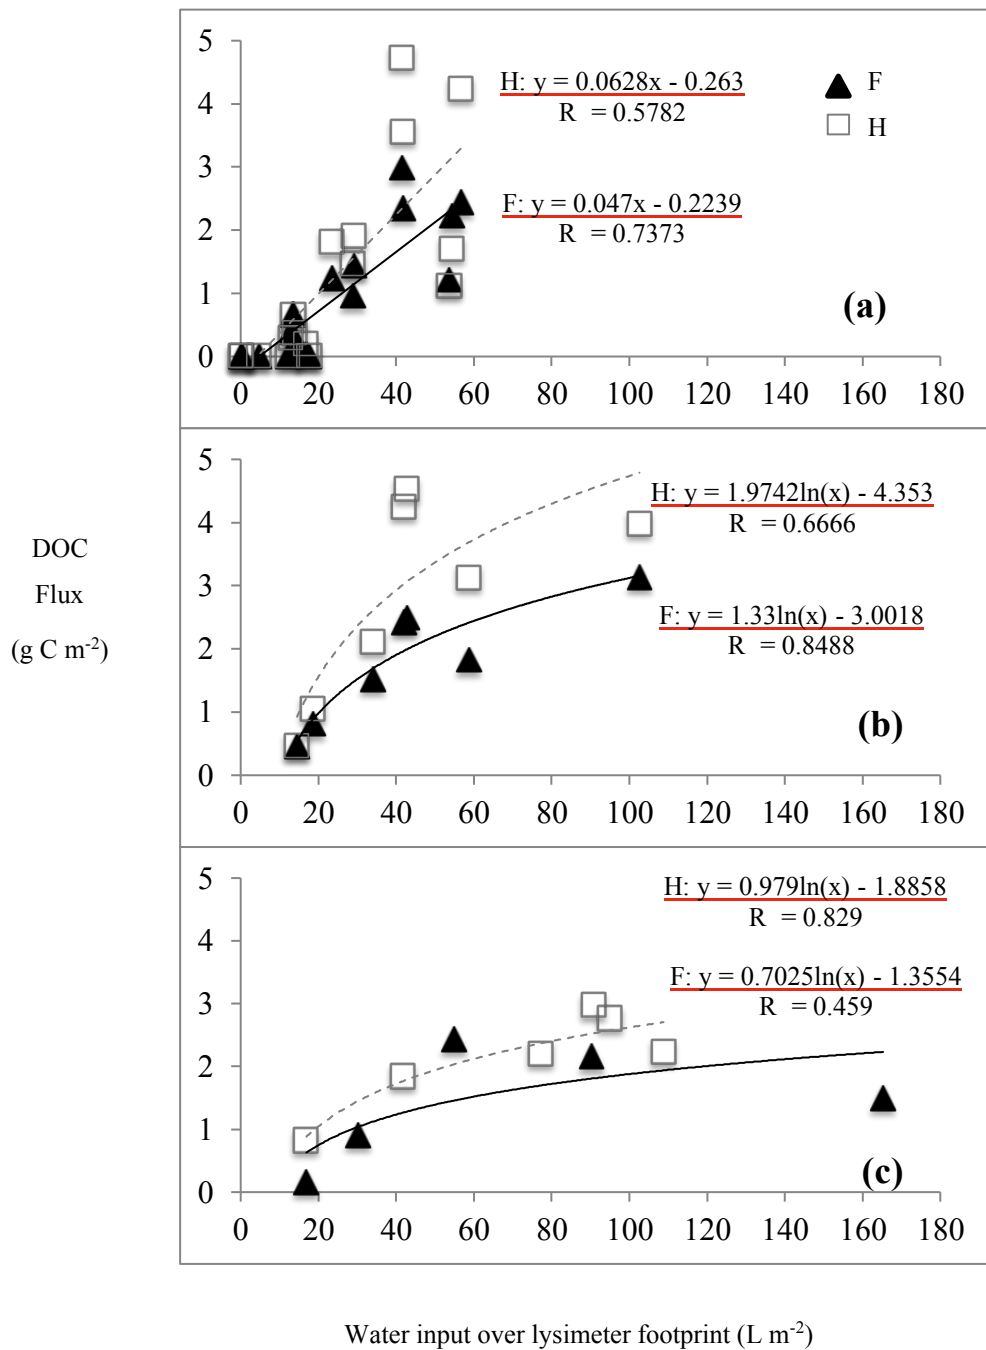 5
4
3
2
1
0
0 20 40 60 80 100 120 140 160 180
H: y = 0.0628x - 0.263
R = 0.5782
F: y = 0.047x - 0.2239
R = 0.7373
F
H
(a)
DOC
Flux
(g C m-2)
5
4
3
2
1
0
0 20 40 60 80 100 120 140 160 180
H: y = 1.9742ln(x) - 4.353
R = 0.6666
F: y = 1.33ln(x) - 3.0018
R = 0.8488
(b)
5
4
3
2
1
0
0 20 40 60 80 100 120 140 160 180
H: y = 0.979ln(x) - 1.8858
R = 0.829
F: y = 0.7025ln(x) - 1.3554
R = 0.459
(c)
Water input over lysimeter footprint (L m-2)